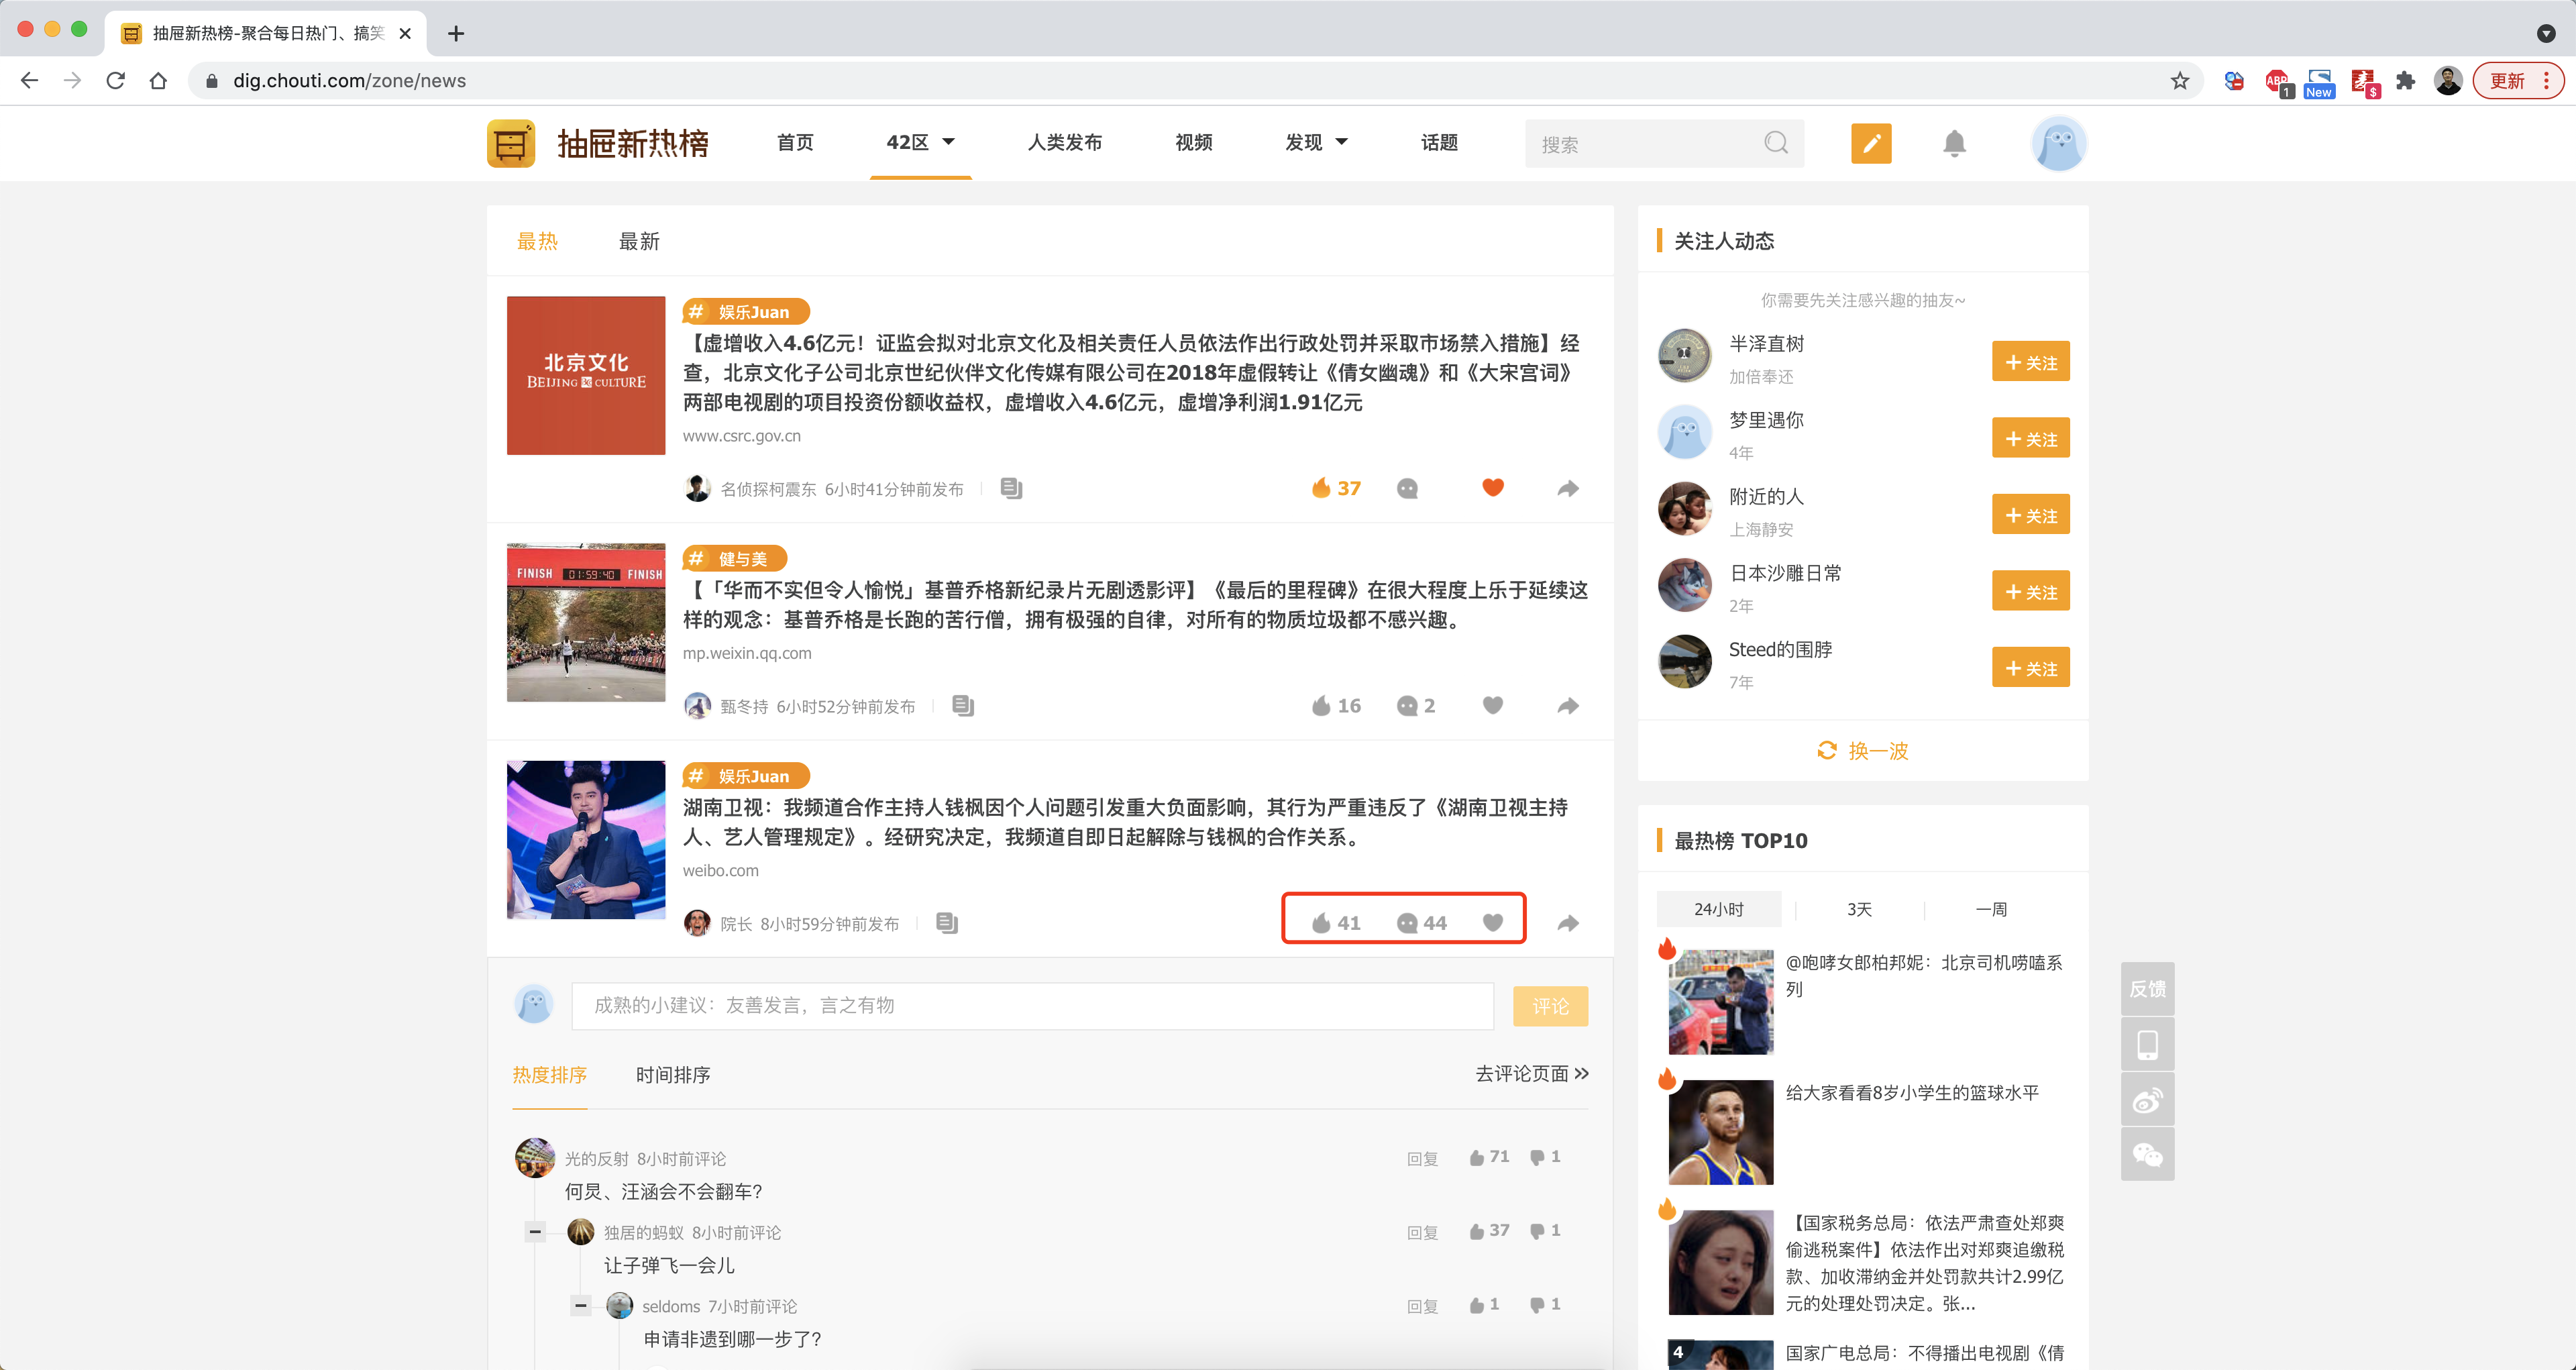 抽屉新热榜-聚合每日热门、搞笑
dig.chouti.com/zone/news
ABP
1
New
$
更新
抽屉新热榜
首页
42区
人类发布
视频
发现
话题
搜索
最热
最新
北京文化
BEIJING CULTURE
# 娱乐Juan
【虚增收入4.6亿元！证监会拟对北京文化及相关责任人员依法作出行政处罚并采取市场禁入措施】经
查，北京文化子公司北京世纪伙伴文化传媒有限公司在2018年虚假转让《倩女幽魂》和《大宋宫词》
两部电视剧的项目投资份额收益权，虚增收入4.6亿元，虚增净利润1.91亿元
www.csrc.gov.cn
名侦探柯震东 6小时41分钟前发布
37
FINISH 01:59:40 FINISH
# 健与美
【「华而不实但令人愉悦」基普乔格新纪录片无剧透影评】《最后的里程碑》在很大程度上乐于延续这
样的观念：基普乔格是长跑的苦行僧，拥有极强的自律，对所有的物质垃圾都不感兴趣。
mp.weixin.qq.com
甄冬持 6小时52分钟前发布
16
2
# 娱乐Juan
湖南卫视：我频道合作主持人钱枫因个人问题引发重大负面影响，其行为严重违反了《湖南卫视主持
人、艺人管理规定》。经研究决定，我频道自即日起解除与钱枫的合作关系。
weibo.com
院长 8小时59分钟前发布
41
44
成熟的小建议：友善发言，言之有物
评论
热度排序
时间排序
去评论页面 »
光的反射 8小时前评论
回复
71
1
何炅、汪涵会不会翻车?
独居的蚂蚁 8小时前评论
回复
37
1
让子弹飞一会儿
seldoms 7小时前评论
回复
1
1
申请非遗到哪一步了?
关注人动态
你需要先关注感兴趣的抽友~
半泽直树
加倍奉还
+ 关注
梦里遇你
4年
+ 关注
附近的人
上海静安
+ 关注
日本沙雕日常
2年
+ 关注
Steed的围脖
7年
+ 关注
换一波
最热榜 TOP10
24小时
3天
一周
@咆哮女郎柏邦妮：北京司机唠嗑系
列
给大家看看8岁小学生的篮球水平
【国家税务总局：依法严肃查处郑爽
偷逃税案件】依法作出对郑爽追缴税
款、加收滞纳金并处罚款共计2.99亿
元的处理处罚决定。张...
4
国家广电总局：不得播出电视剧《倩
反馈